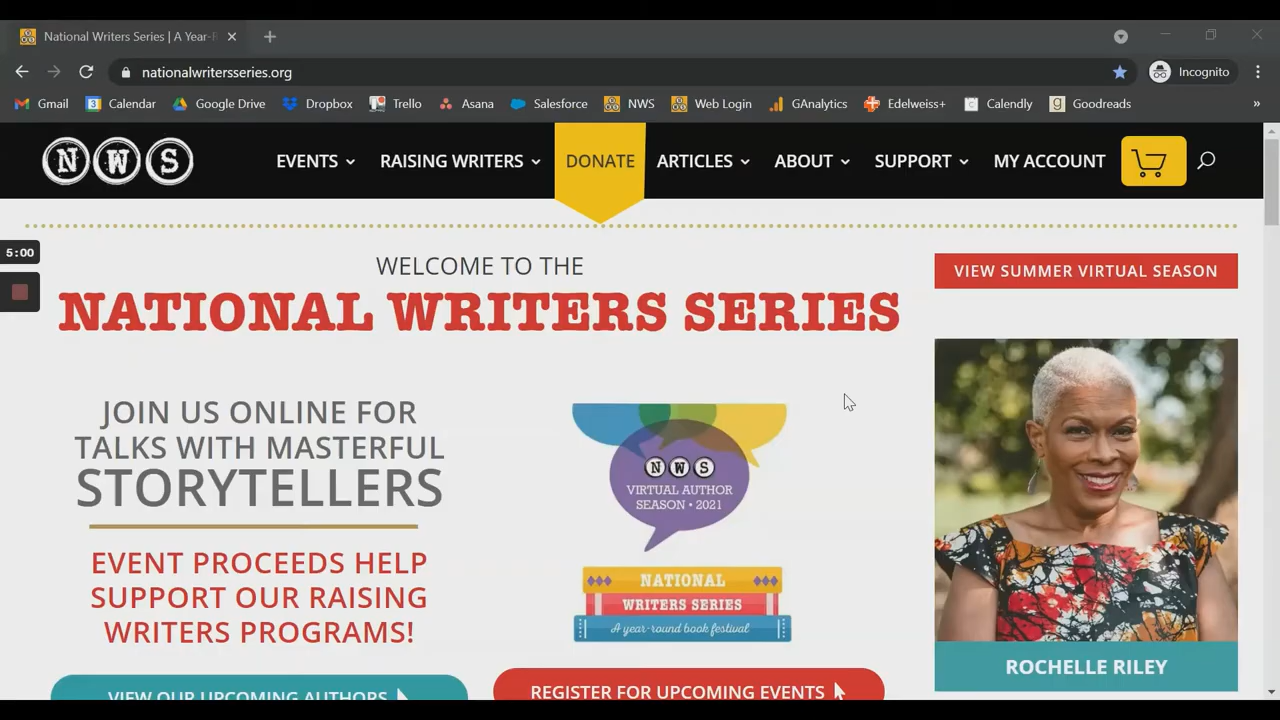 National Writers Series | A Year-R
nationalwritersseries.org
Incognito
Gmail
Calendar
Google Drive
Dropbox
Trello
Asana
Salesforce
NWS
Web Login
GAnalytics
Edelweiss+
Calendly
Goodreads
»
NWS
EVENTS
RAISING WRITERS
DONATE
ARTICLES
ABOUT
SUPPORT
MY ACCOUNT
5:00
WELCOME TO THE
NATIONAL WRITERS SERIES
VIEW SUMMER VIRTUAL SEASON
JOIN US ONLINE FOR
TALKS WITH MASTERFUL
STORYTELLERS
EVENT PROCEEDS HELP
SUPPORT OUR RAISING
WRITERS PROGRAMS!
VIEW OUR UPCOMING AUTHORS
NWS
VIRTUAL AUTHOR
SEASON • 2021
NATIONAL
WRITERS SERIES
A year-round book festival
REGISTER FOR UPCOMING EVENTS
ROCHELLE RILEY